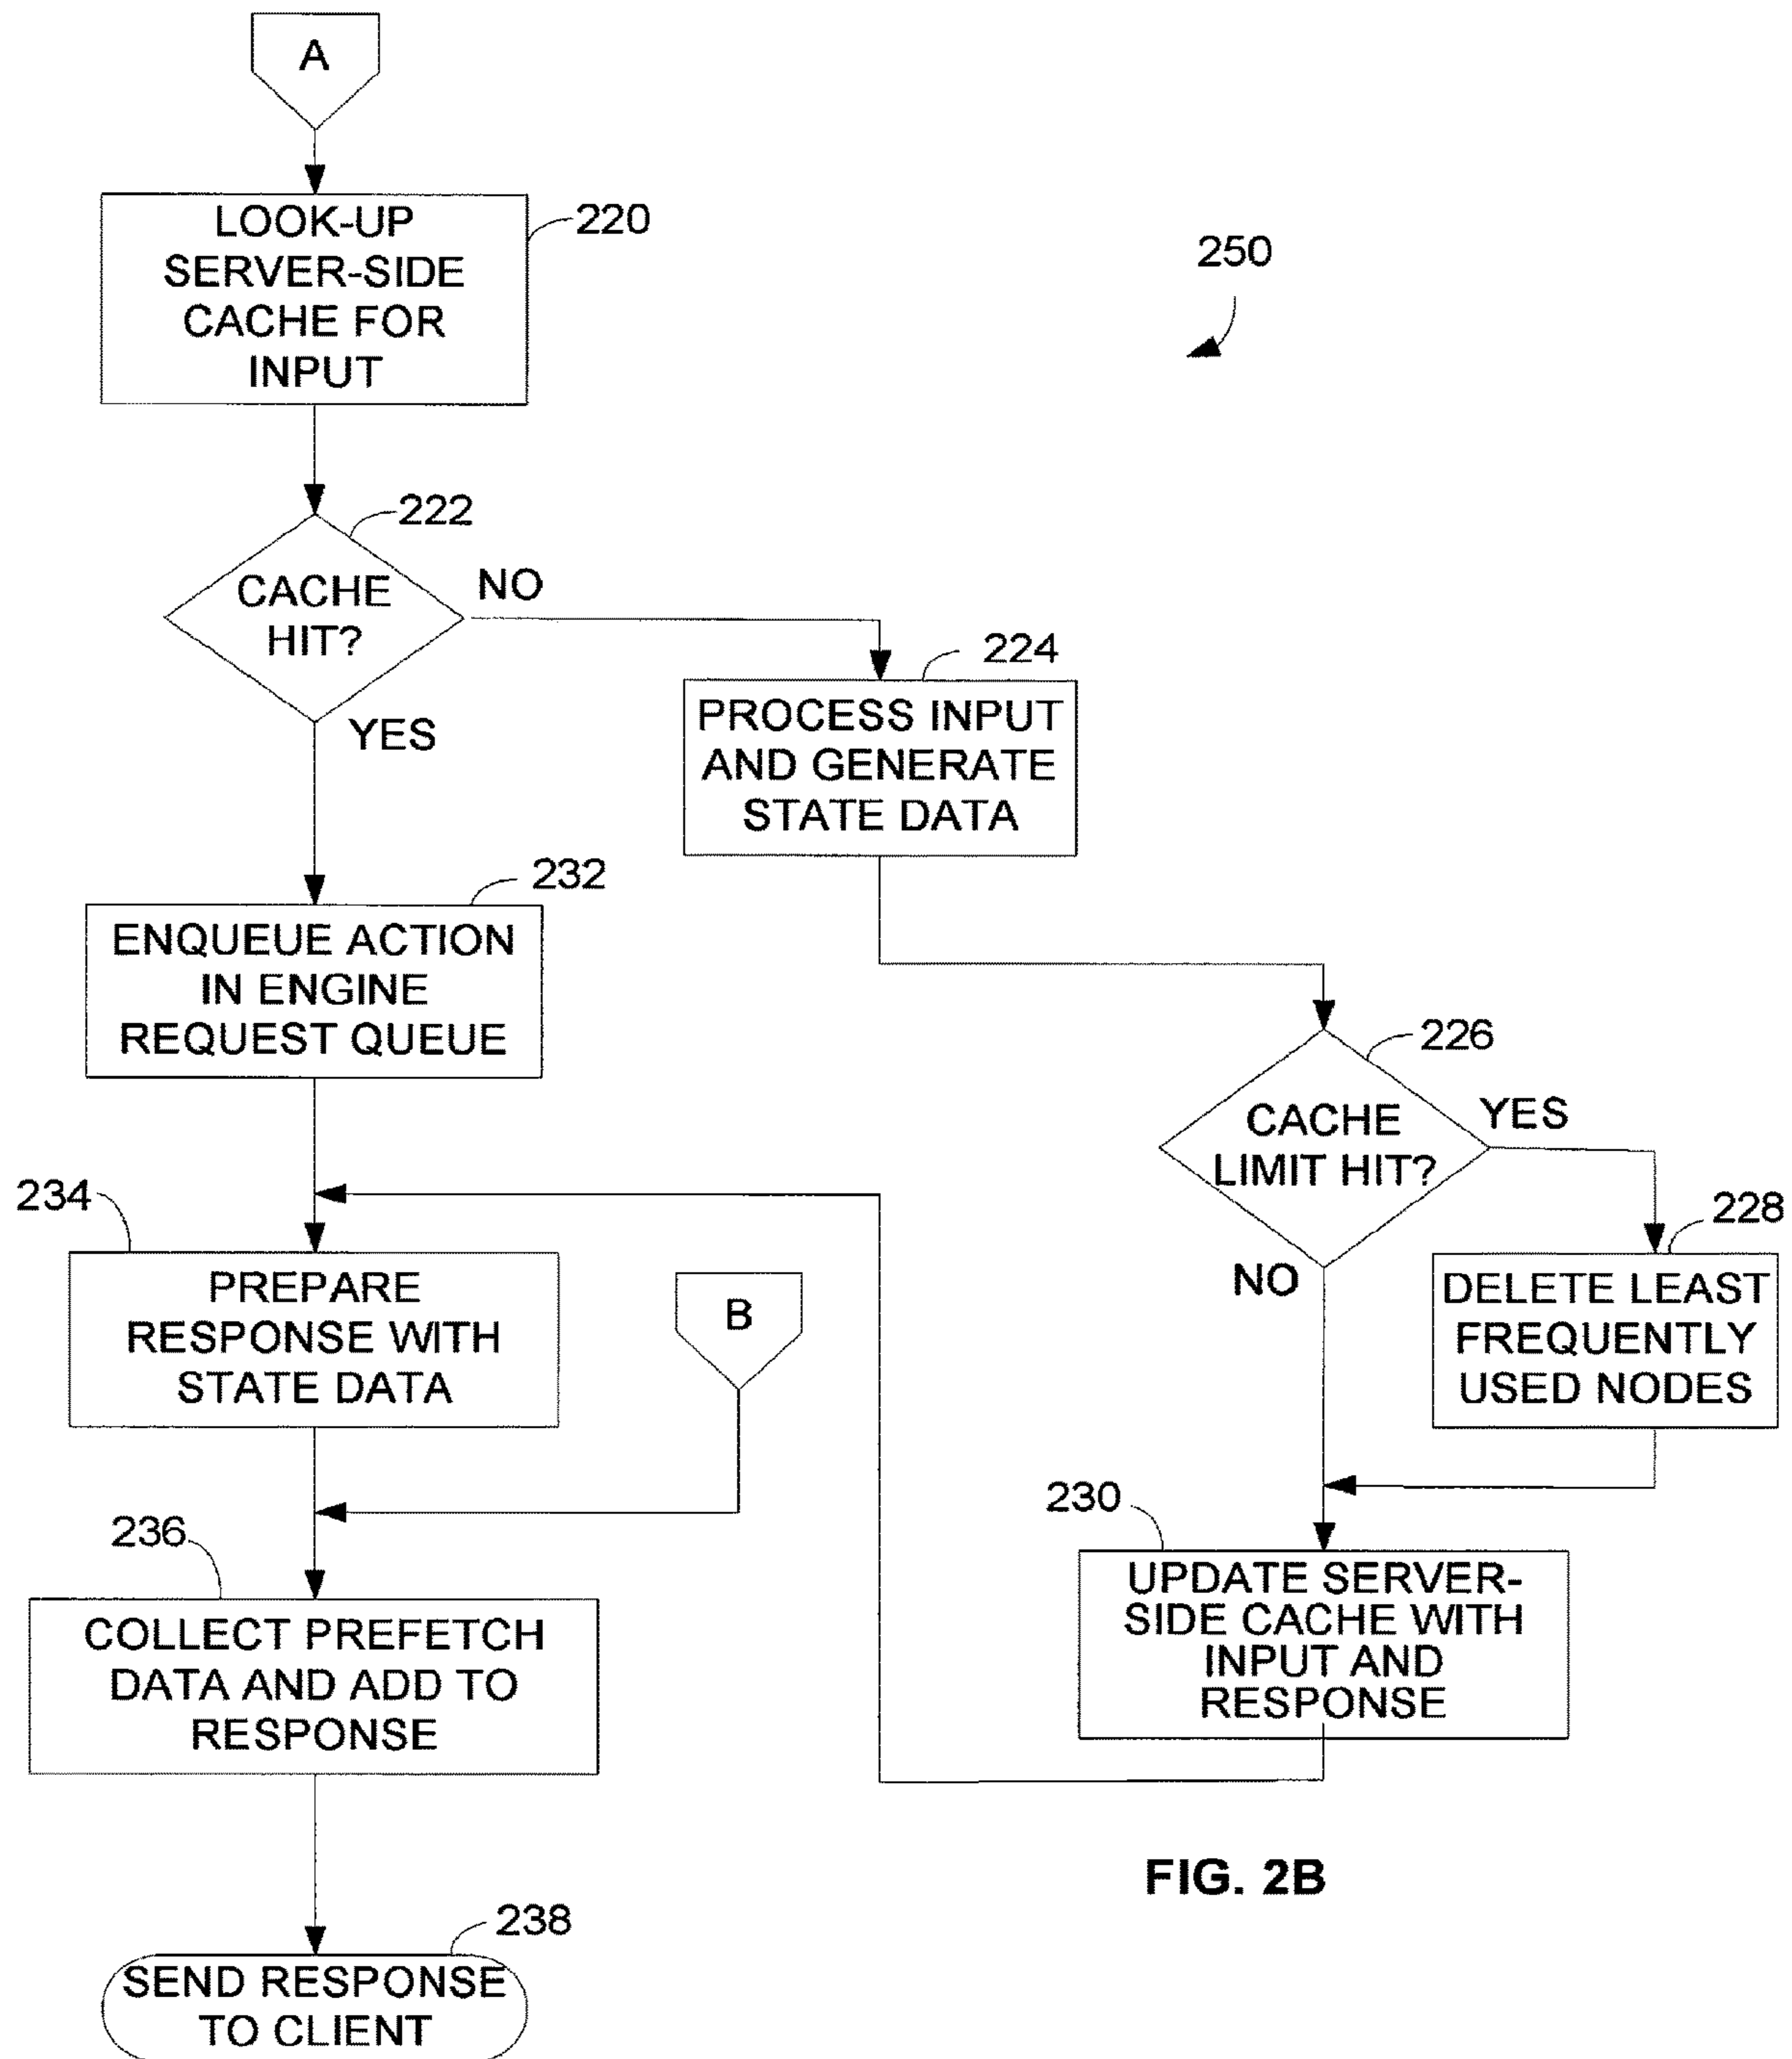 A
LOOK-UP
SERVER-SIDE
CACHE FOR
INPUT
220
250
222
CACHE
HIT?
NO
YES
224
PROCESS INPUT
AND GENERATE
STATE DATA
232
ENQUEUE ACTION
IN ENGINE
REQUEST QUEUE
226
CACHE
LIMIT HIT?
YES
NO
228
DELETE LEAST
FREQUENTLY
USED NODES
234
PREPARE
RESPONSE WITH
STATE DATA
B
230
UPDATE SERVER-
SIDE CACHE WITH
INPUT AND
RESPONSE
236
COLLECT PREFETCH
DATA AND ADD TO
RESPONSE
238
SEND RESPONSE
TO CLIENT
FIG. 2B